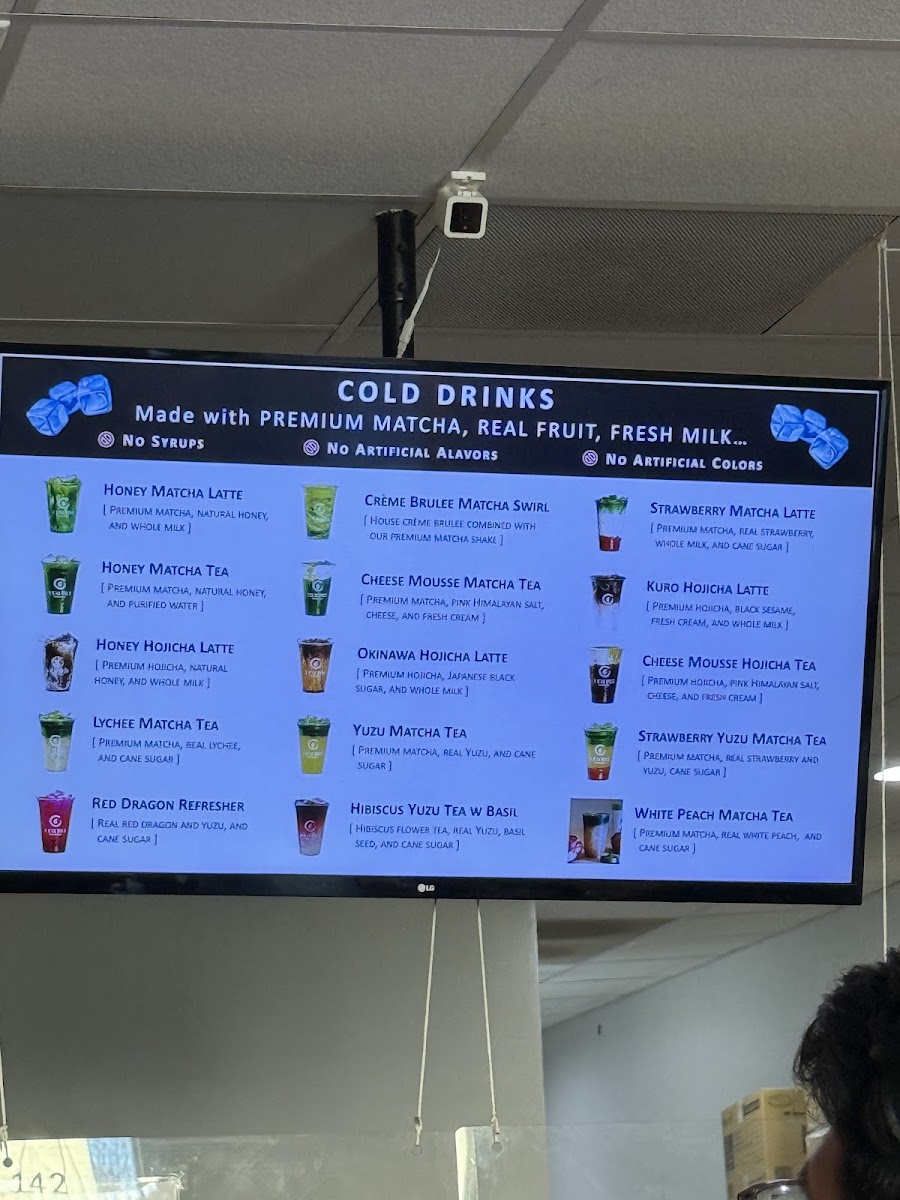 COLD DRINKS
Made with PREMIUM MATCHA, REAL FRUIT, FRESH MILK...
No Syrups
No Artificial Alavors
No Artificial Colors
Honey Matcha Latte
[ Premium matcha, natural honey,
and whole milk ]
Honey Matcha Tea
[ Premium matcha, natural honey,
and purified water ]
Honey Hojicha Latte
[ Premium hojicha, natural
honey, and whole milk ]
Lychee Matcha Tea
[ Premium matcha, real lychee,
and cane sugar ]
Red Dragon Refresher
[ Real red dragon and yuzu, and
cane sugar ]
Crème Brulee Matcha Swirl
[ House crème brulee combined with
our premium matcha shake ]
Cheese Mousse Matcha Tea
[ Premium matcha, pink Himalayan salt,
cheese, and fresh cream ]
Okinawa Hojicha Latte
[ Premium hojicha, Japanese black
sugar, and whole milk ]
Yuzu Matcha Tea
[ Premium matcha, real Yuzu, and cane
sugar ]
Hibiscus Yuzu Tea w Basil
[ Hibiscus flower tea, real Yuzu, basil
seed, and cane sugar ]
Strawberry Matcha Latte
[ Premium matcha, real strawberry,
whole milk, and cane sugar ]
Kuro Hojicha Latte
[ Premium hojicha, black sesame,
fresh cream, and whole milk ]
Cheese Mousse Hojicha Tea
[ Premium hojicha, pink Himalayan salt,
cheese, and fresh cream ]
Strawberry Yuzu Matcha Tea
[ Premium matcha, real strawberry and
yuzu, cane sugar ]
White Peach Matcha Tea
[ Premium matcha, real white peach, and
cane sugar ]
LG
142